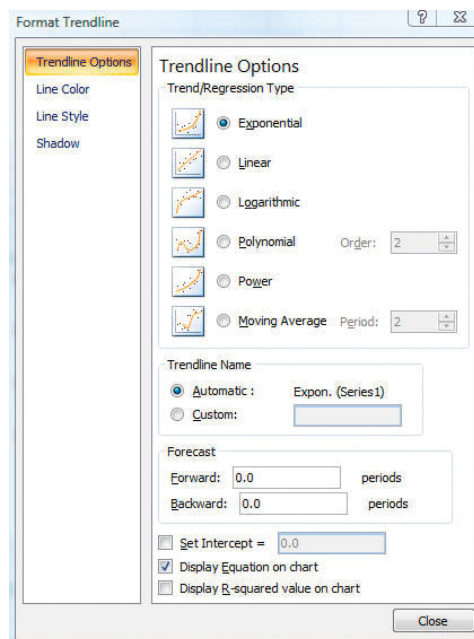 Format Trendline
Trendline Options
Line Color
Line Style
Shadow
Trendline Options
Trend/Regression Type
Exponential
Linear
Logarithmic
Polynomial Order: 2
Power
Moving Average Period: 2
Trendline Name
Automatic : Expon. (Series1)
Custom:
Forecast
Forward: 0.0 periods
Backward: 0.0 periods
Set Intercept = 0.0
Display Equation on chart
Display R-squared value on chart
Close